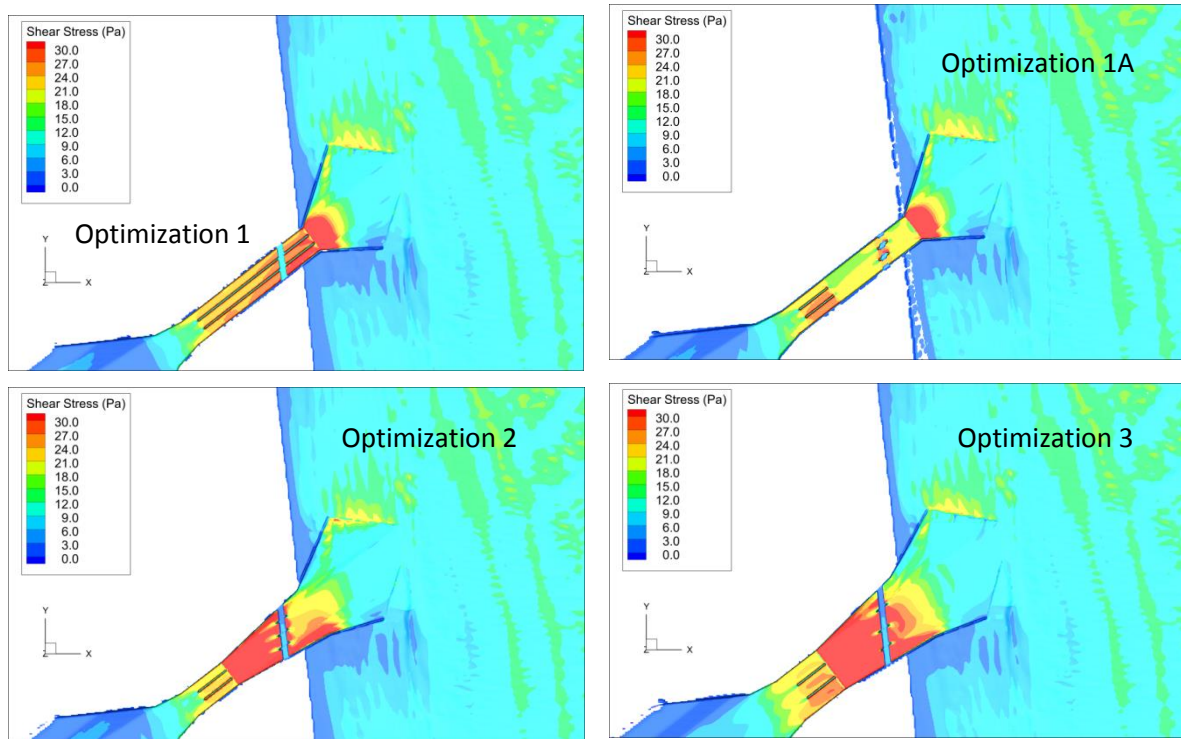 Shear Stress (Pa)
30.0
27.0
24.0
21.0
18.0
15.0
12.0
9.0
6.0
3.0
0.0
Optimization 1
Y
Z
X
Shear Stress (Pa)
30.0
27.0
24.0
21.0
18.0
15.0
12.0
9.0
6.0
3.0
0.0
Optimization 1A
Y
Z
X
Shear Stress (Pa)
30.0
27.0
24.0
21.0
18.0
15.0
12.0
9.0
6.0
3.0
0.0
Optimization 2
Y
Z
X
Shear Stress (Pa)
30.0
27.0
24.0
21.0
18.0
15.0
12.0
9.0
6.0
3.0
0.0
Optimization 3
Y
Z
X